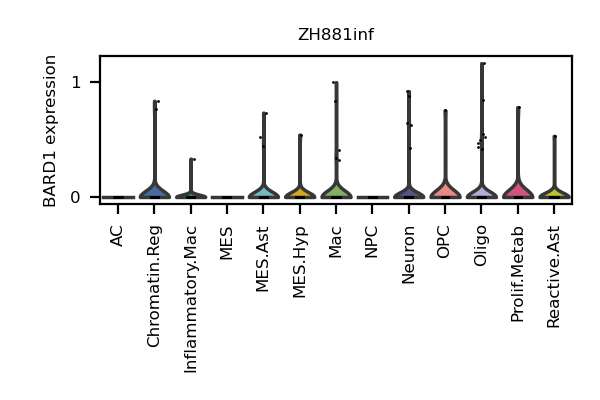 ZH881inf
BARD1 expression
1
0
AC
Chromatin.Reg
Inflammatory.Mac
MES
MES.Ast
MES.Hyp
Mac
NPC
Neuron
OPC
Oligo
Prolif.Metab
Reactive.Ast